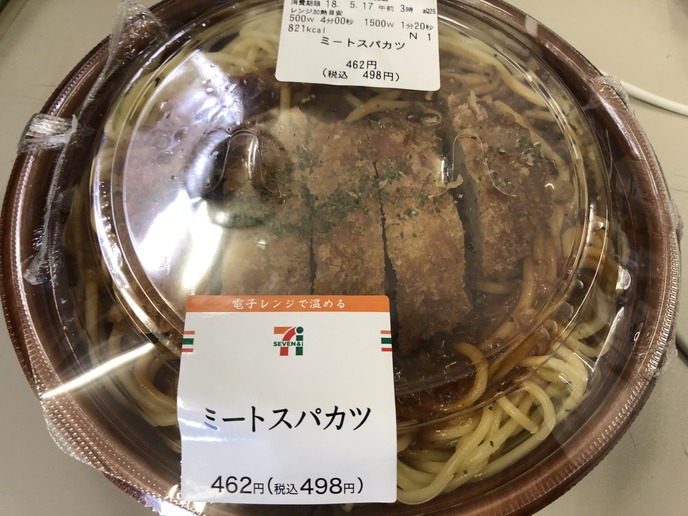 消費期限 18. 5.17 午前 3時 aQ25
レンジ加熱目安
500W 4分00秒 1500W 1分20秒
821kcal N 1
ミートスパカツ
462円
(税込 498円)
電子レンジで温める
7i
SEVEN&i
ミートスパカツ
462円(税込498円)